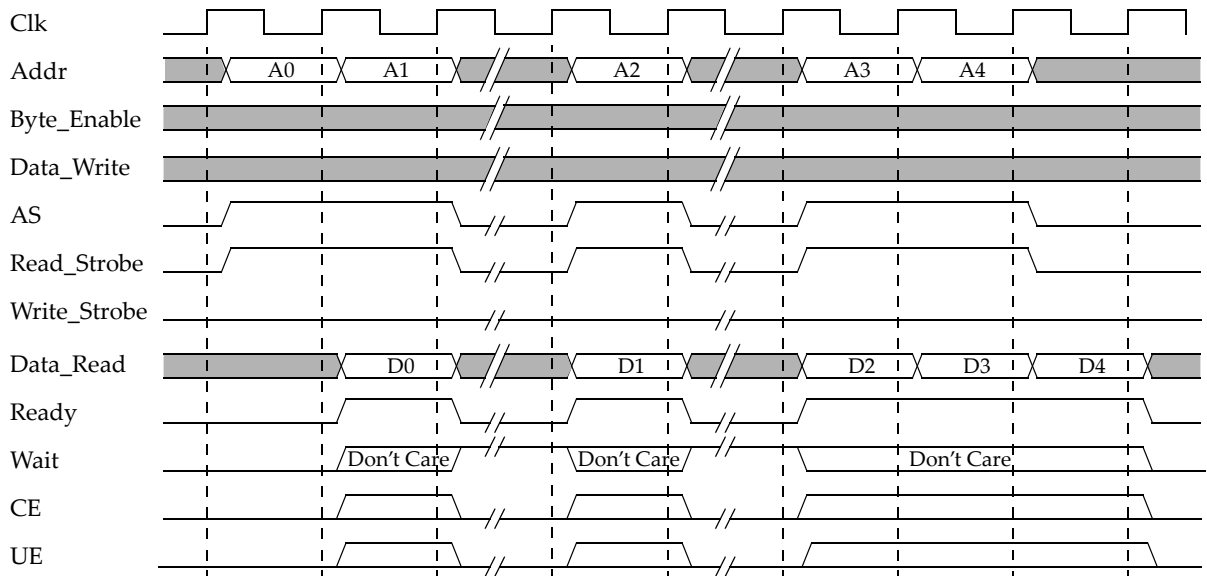 Clk
Addr A0 A1 A2 A3 A4
Byte_Enable
Data_Write
AS
Read_Strobe
Write_Strobe
Data_Read D0 D1 D2 D3 D4
Ready
Wait Don't Care Don't Care Don't Care
CE
UE